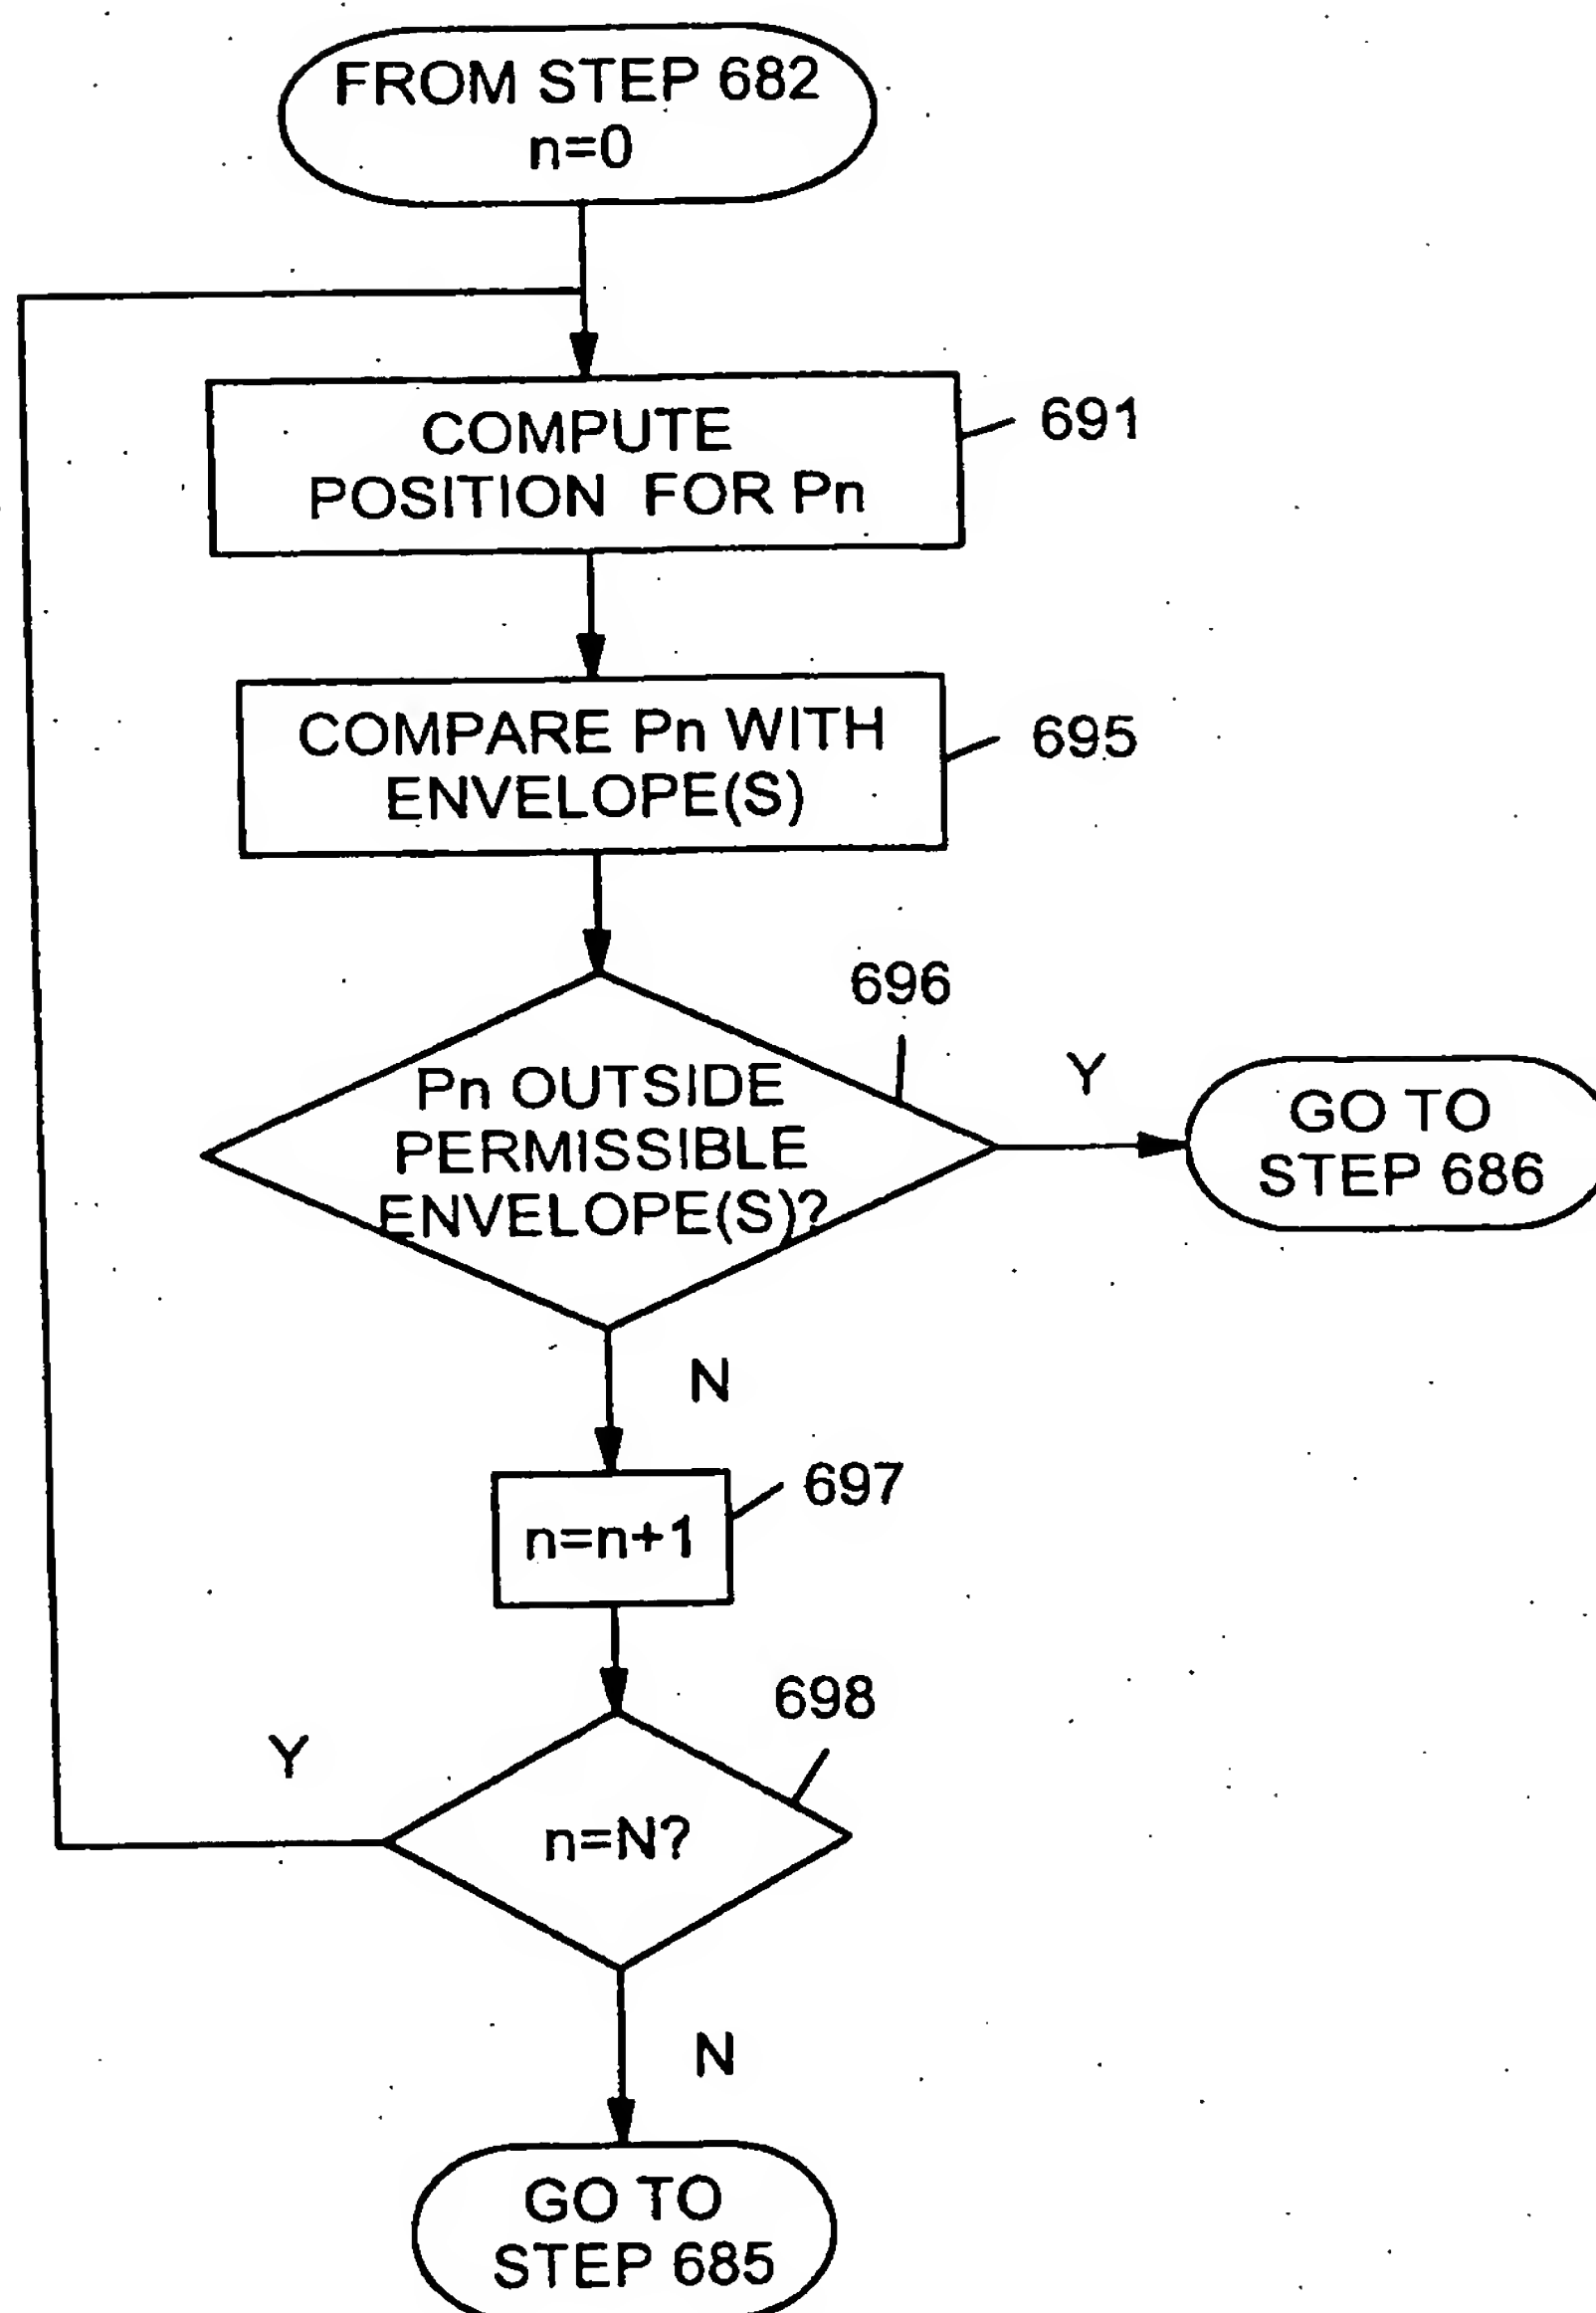 FROM STEP 682
n=0
COMPUTE
POSITION FOR Pn
691
COMPARE Pn WITH
ENVELOPE(S)
695
696
Pn OUTSIDE
PERMISSIBLE
ENVELOPE(S)?
Y
GO TO
STEP 686
N
697
n=n+1
698
Y
n=N?
N
GO TO
STEP 685